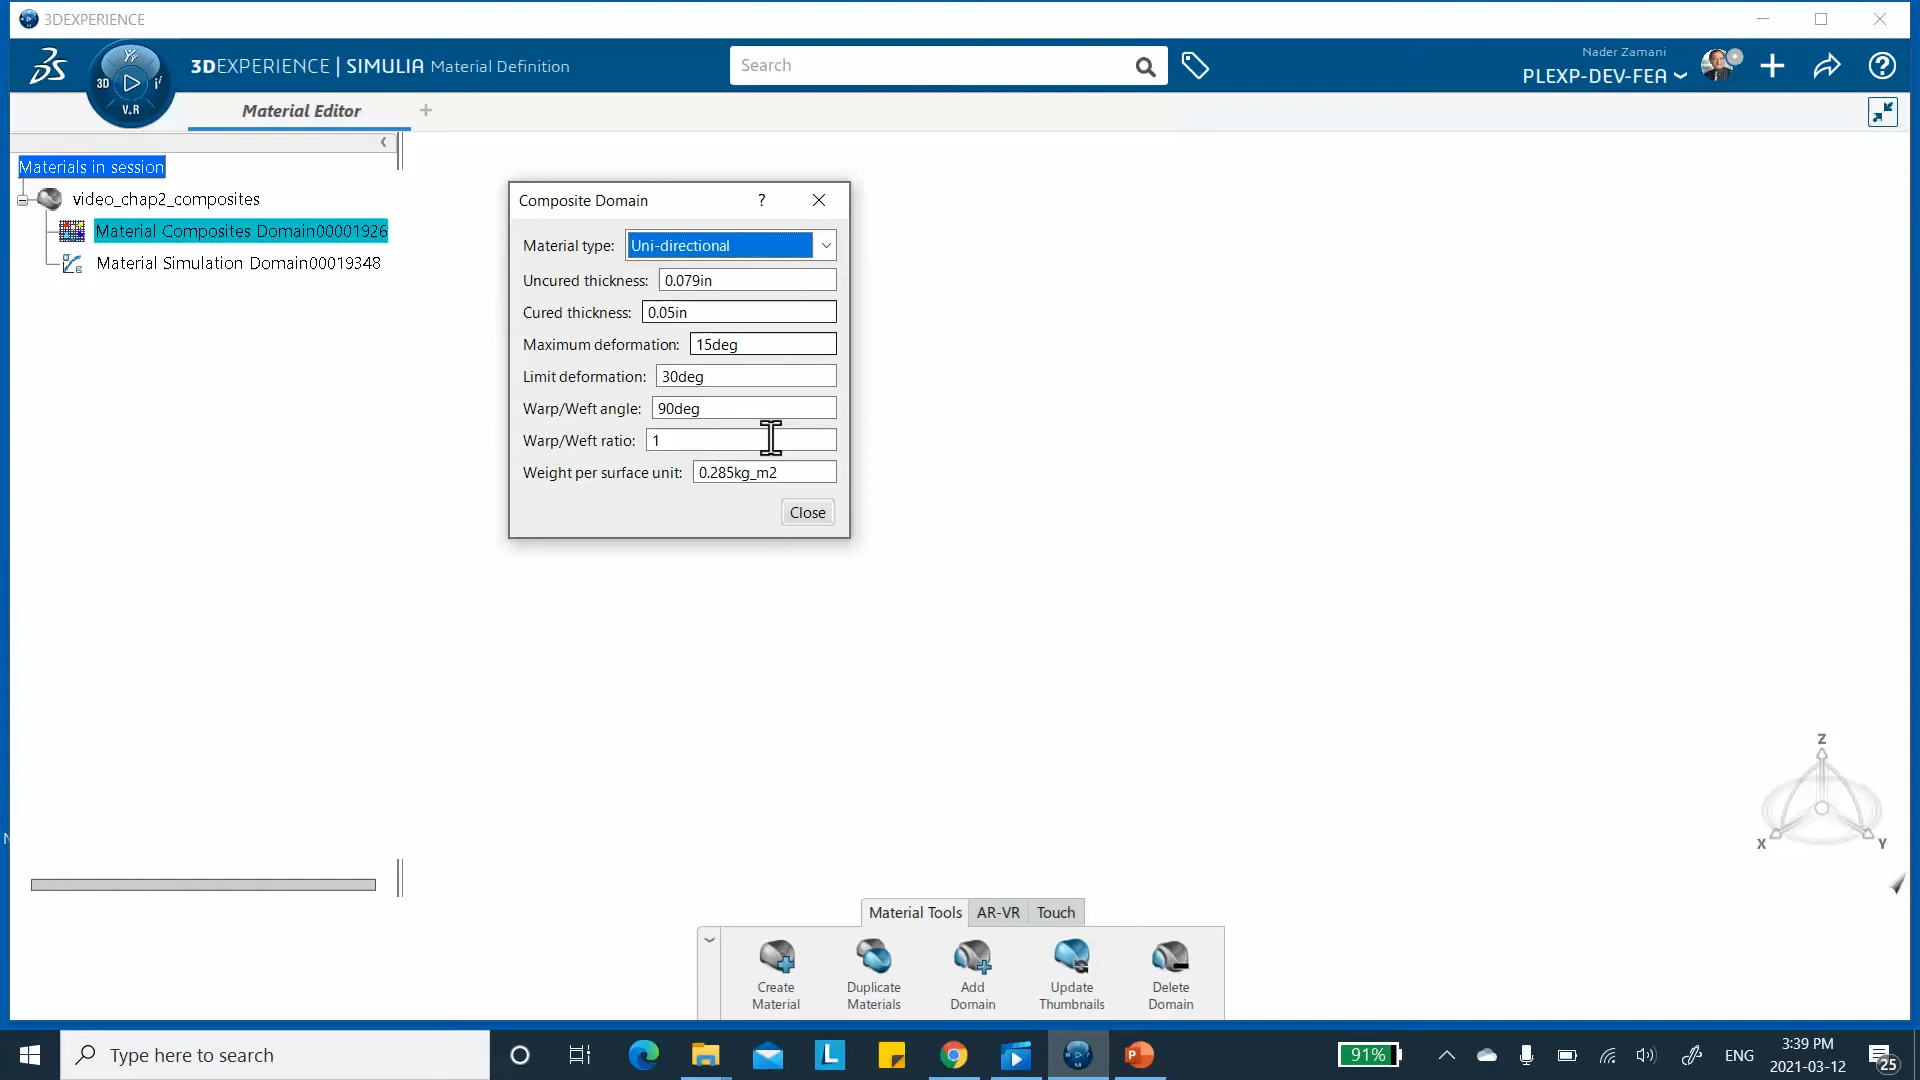 3DEXPERIENCE
3DEXPERIENCE | SIMULIA Material Definition
3D
V.R
Search
Nader Zamani
PLEXP-DEV-FEA
Material Editor
Materials in session
video_chap2_composites
Material Composites Domain00001926
Material Simulation Domain00019348
Composite Domain ?
Material type: Uni-directional
Uncured thickness: 0.079in
Cured thickness: 0.05in
Maximum deformation: 15deg
Limit deformation: 30deg
Warp/Weft angle: 90deg
Warp/Weft ratio: 1
Weight per surface unit: 0.285kg_m2
Close
Z
X
Y
Material Tools AR-VR Touch
Create Material
Duplicate Materials
Add Domain
Update Thumbnails
Delete Domain
Type here to search
91%
ENG
3:39 PM
2021-03-12
25